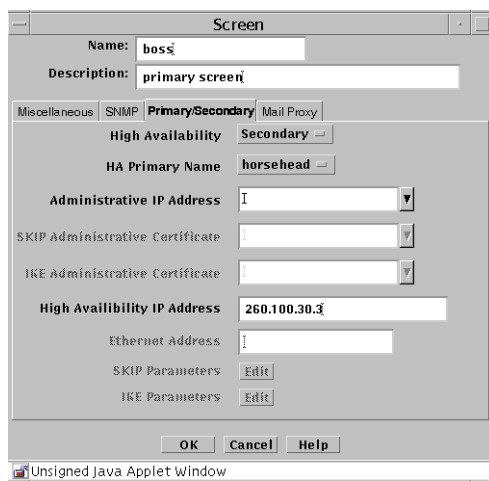 Screen
Name: boss
Description: primary screen
Miscellaneous SNMP Primary/Secondary Mail Proxy
High Availability Secondary
HA Primary Name horsehead
Administrative IP Address
SKIP Administrative Certificate
IKE Administrative Certificate
High Availibility IP Address 260.100.30.3
Ethernet Address
SKIP Parameters Edit
IKE Parameters Edit
OK Cancel Help
Unsigned Java Applet Window